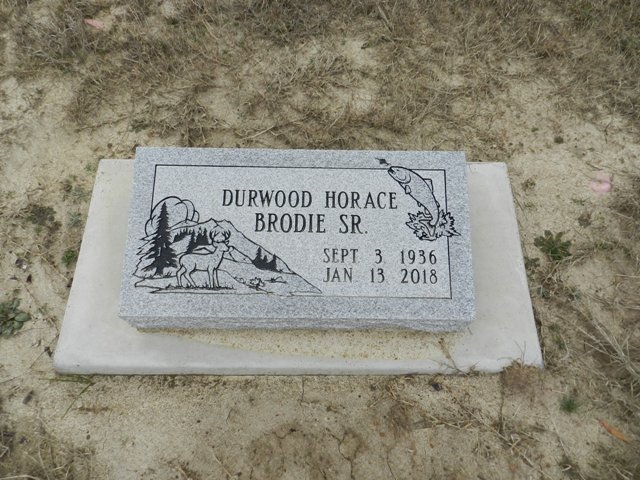 DURWOOD HORACE
BRODIE SR.
SEPT 3 1936
JAN 13 2018